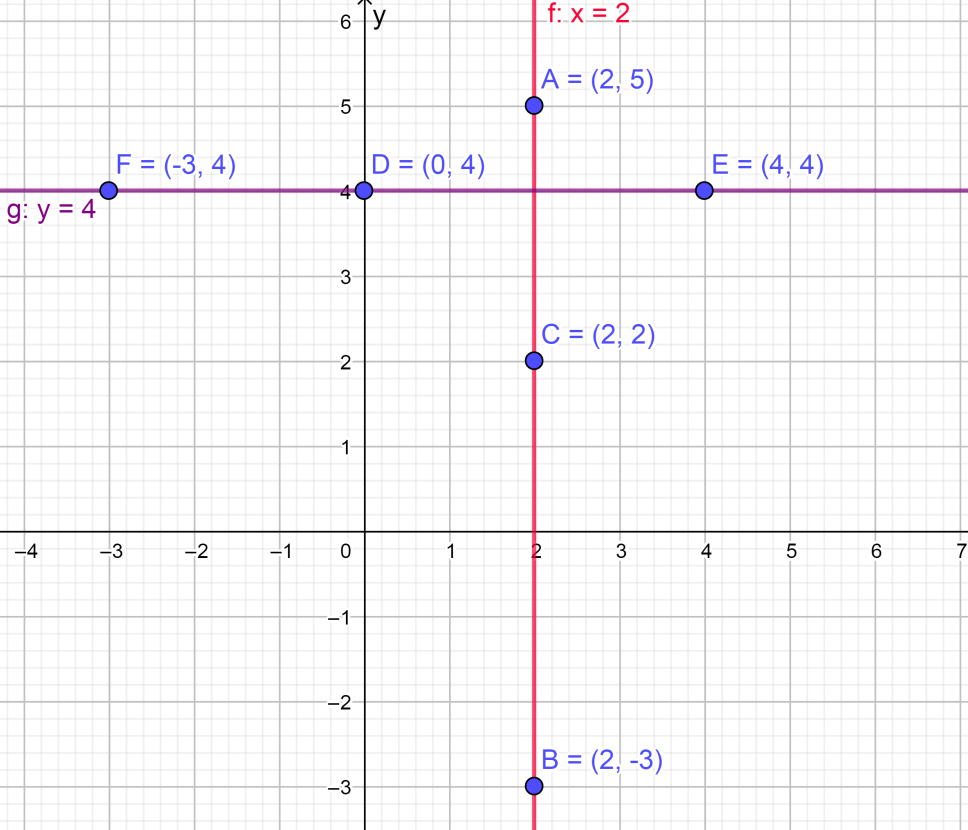 6
y
f: x = 2
A = (2, 5)
5
F = (-3, 4)
D = (0, 4)
E = (4, 4)
4
g: y = 4
3
C = (2, 2)
2
1
–4 –3 –2 –1 0 1 2 3 4 5 6 7
–1
–2
B = (2, -3)
–3